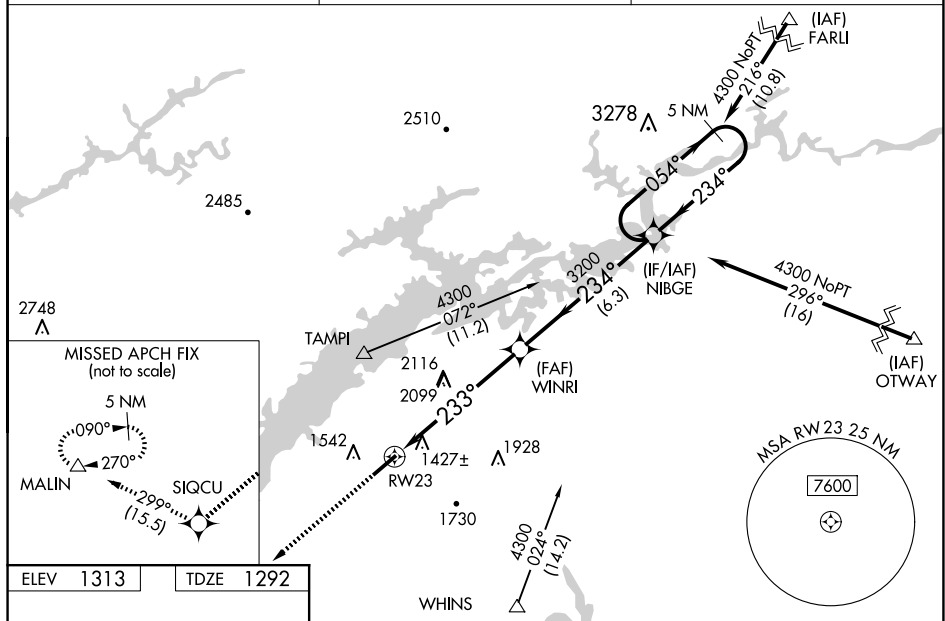 (IAF)
FARLI
4300 NoPT
216°
(10.8)
5 NM
3278
2510
054°
234°
2485
(IF/IAF)
NIBGE
3200
234°
(6.3)
4300 NoPT
296°
(16)
(IAF)
OTWAY
2748
4300
072°
(11.2)
TAMPI
(FAF)
WINRI
2116
2099
233°
MISSED APCH FIX
(not to scale)
5 NM
090°
270°
MALIN
SIQCU
299°
(15.5)
1542
1427±
1928
RW23
1730
MSA RW23 25 NM
7600
4300
024°
(14.2)
WHINS
ELEV 1313
TDZE 1292